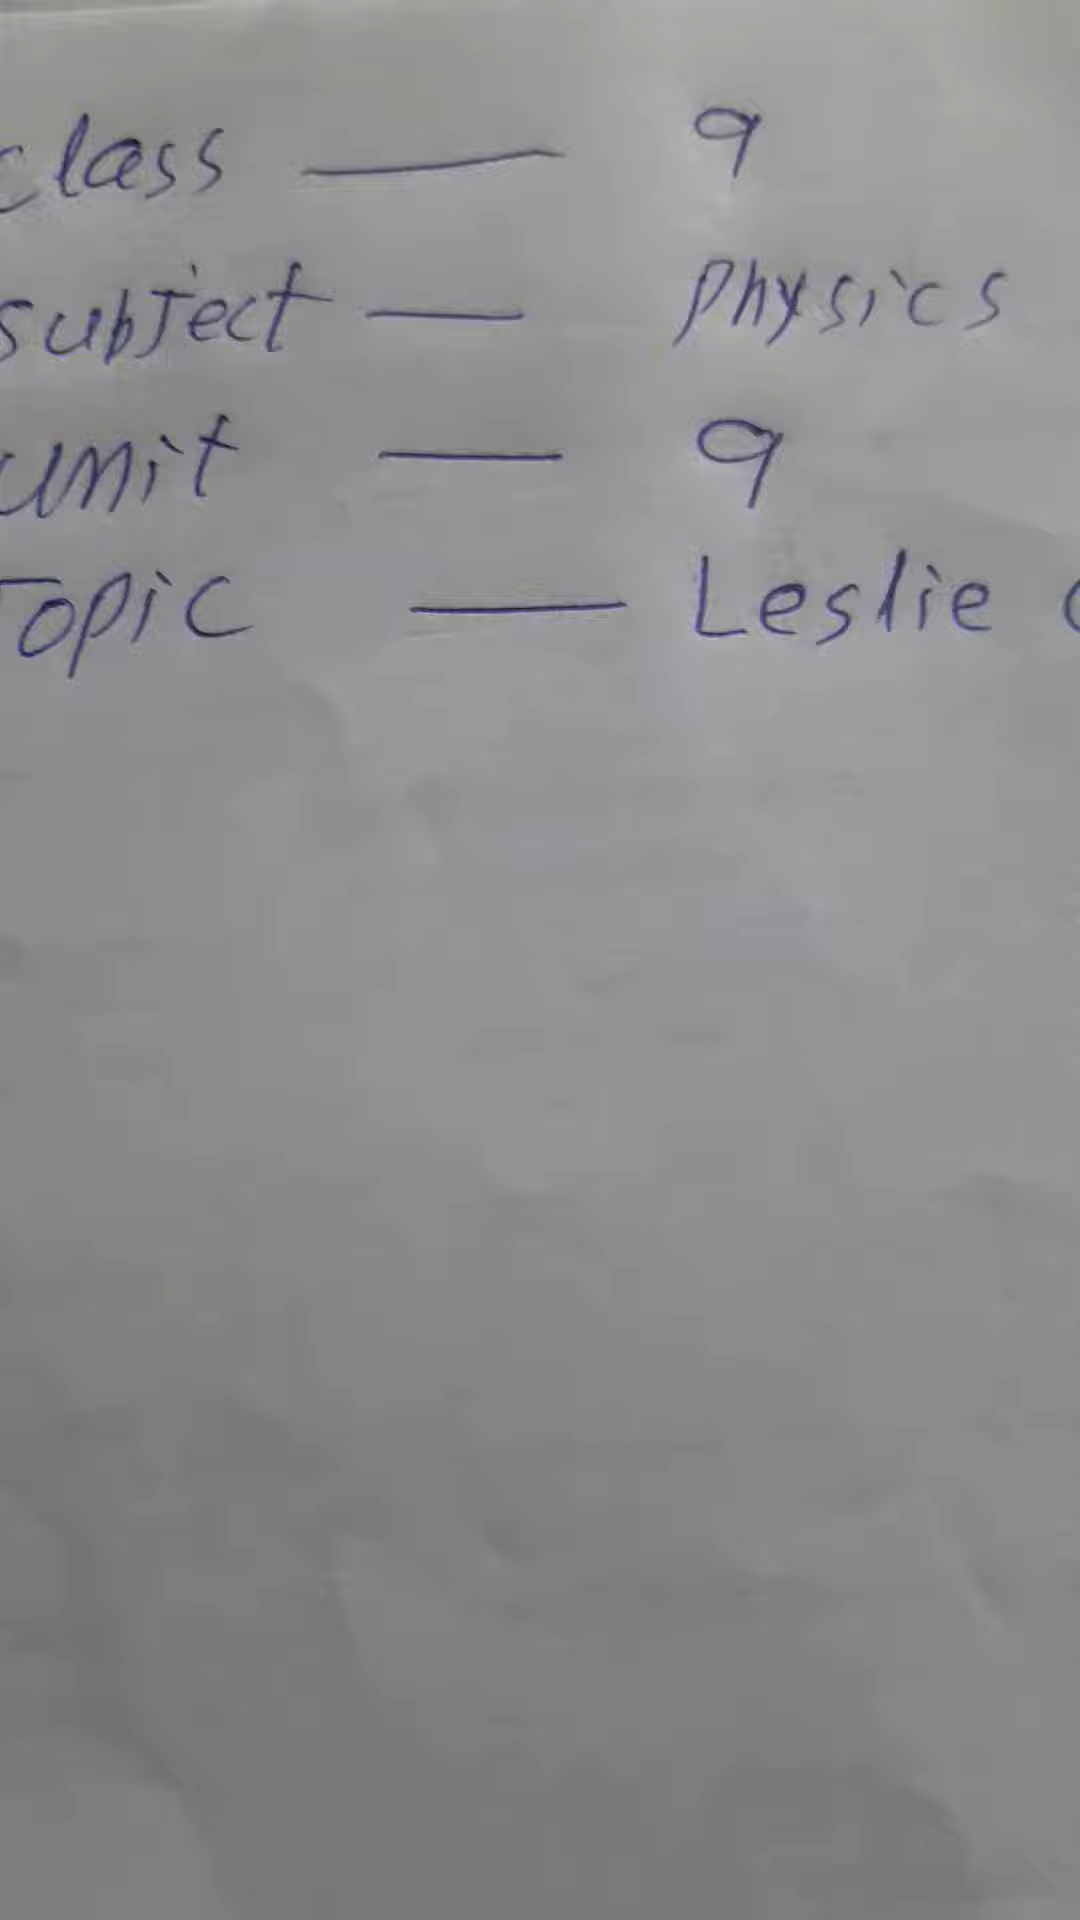 class — 9
subject — physics
unit — 9
Topic — Leslie